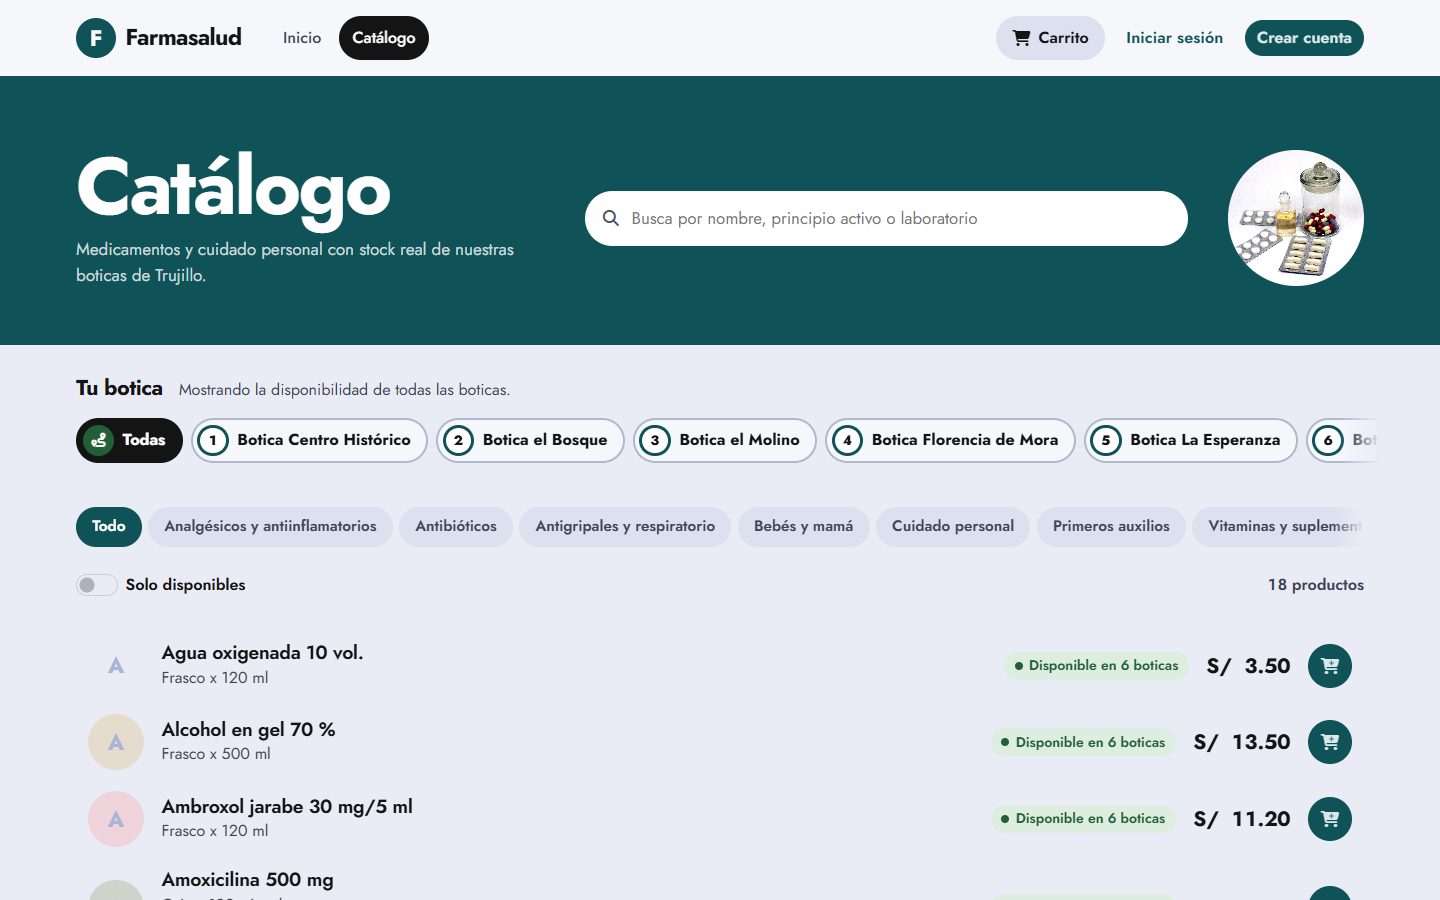 F Farmasalud Inicio Catálogo Carrito Iniciar sesión Crear cuenta
Catálogo
Medicamentos y cuidado personal con stock real de nuestras
boticas de Trujillo.
Busca por nombre, principio activo o laboratorio
Tu botica Mostrando la disponibilidad de todas las boticas.
Todas 1 Botica Centro Histórico 2 Botica el Bosque 3 Botica el Molino 4 Botica Florencia de Mora 5 Botica La Esperanza 6
Todo Analgésicos y antiinflamatorios Antibióticos Antigripales y respiratorio Bebés y mamá Cuidado personal Primeros auxilios Vitaminas y suplement
Solo disponibles 18 productos
A Agua oxigenada 10 vol.
Frasco x 120 ml
Disponible en 6 boticas S/ 3.50
A Alcohol en gel 70 %
Frasco x 500 ml
Disponible en 6 boticas S/ 13.50
A Ambroxol jarabe 30 mg/5 ml
Frasco x 120 ml
Disponible en 6 boticas S/ 11.20
Amoxicilina 500 mg